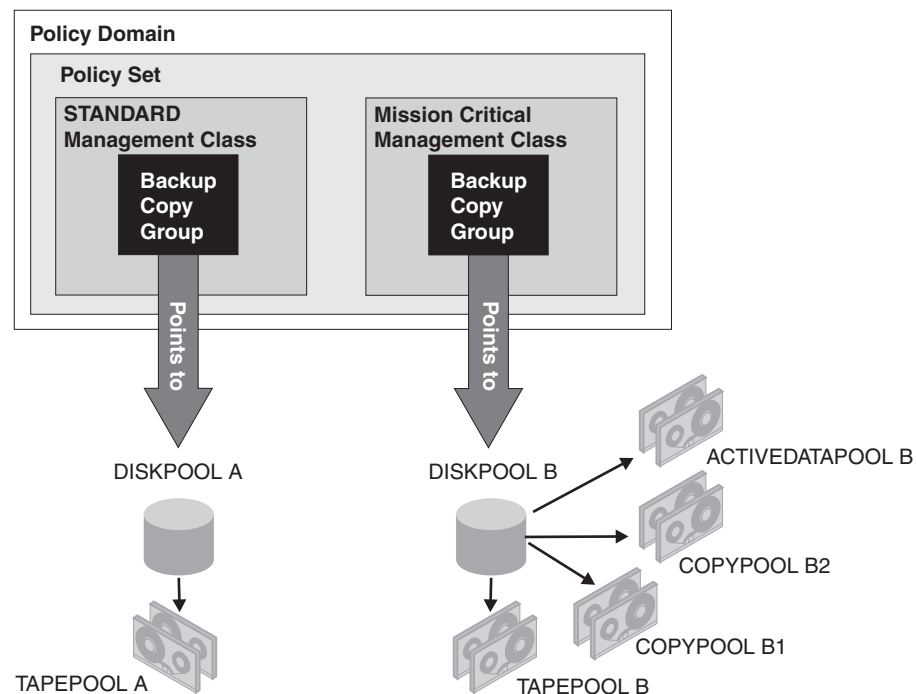 Policy Domain
Policy Set
STANDARD
Management Class
Backup
Copy
Group
Points to
Mission Critical
Management Class
Backup
Copy
Group
Points to
DISKPOOL A
DISKPOOL B
ACTIVEDATAPOOL B
COPYPOOL B2
COPYPOOL B1
TAPEPOOL A
TAPEPOOL B